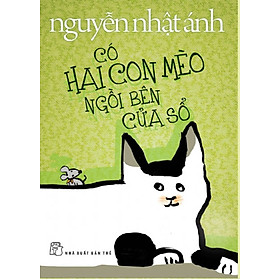 nguyễn nhật ánh
CÓ
HAI CON MÈO
NGỒI BÊN
CỬA SỔ
NHÀ XUẤT BẢN TRẺ